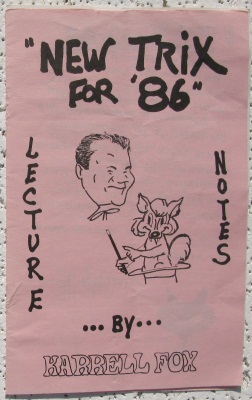 "NEW TRiX
FOR '86"
LECTURE
NOTES
... BY...
KARRELL FOX